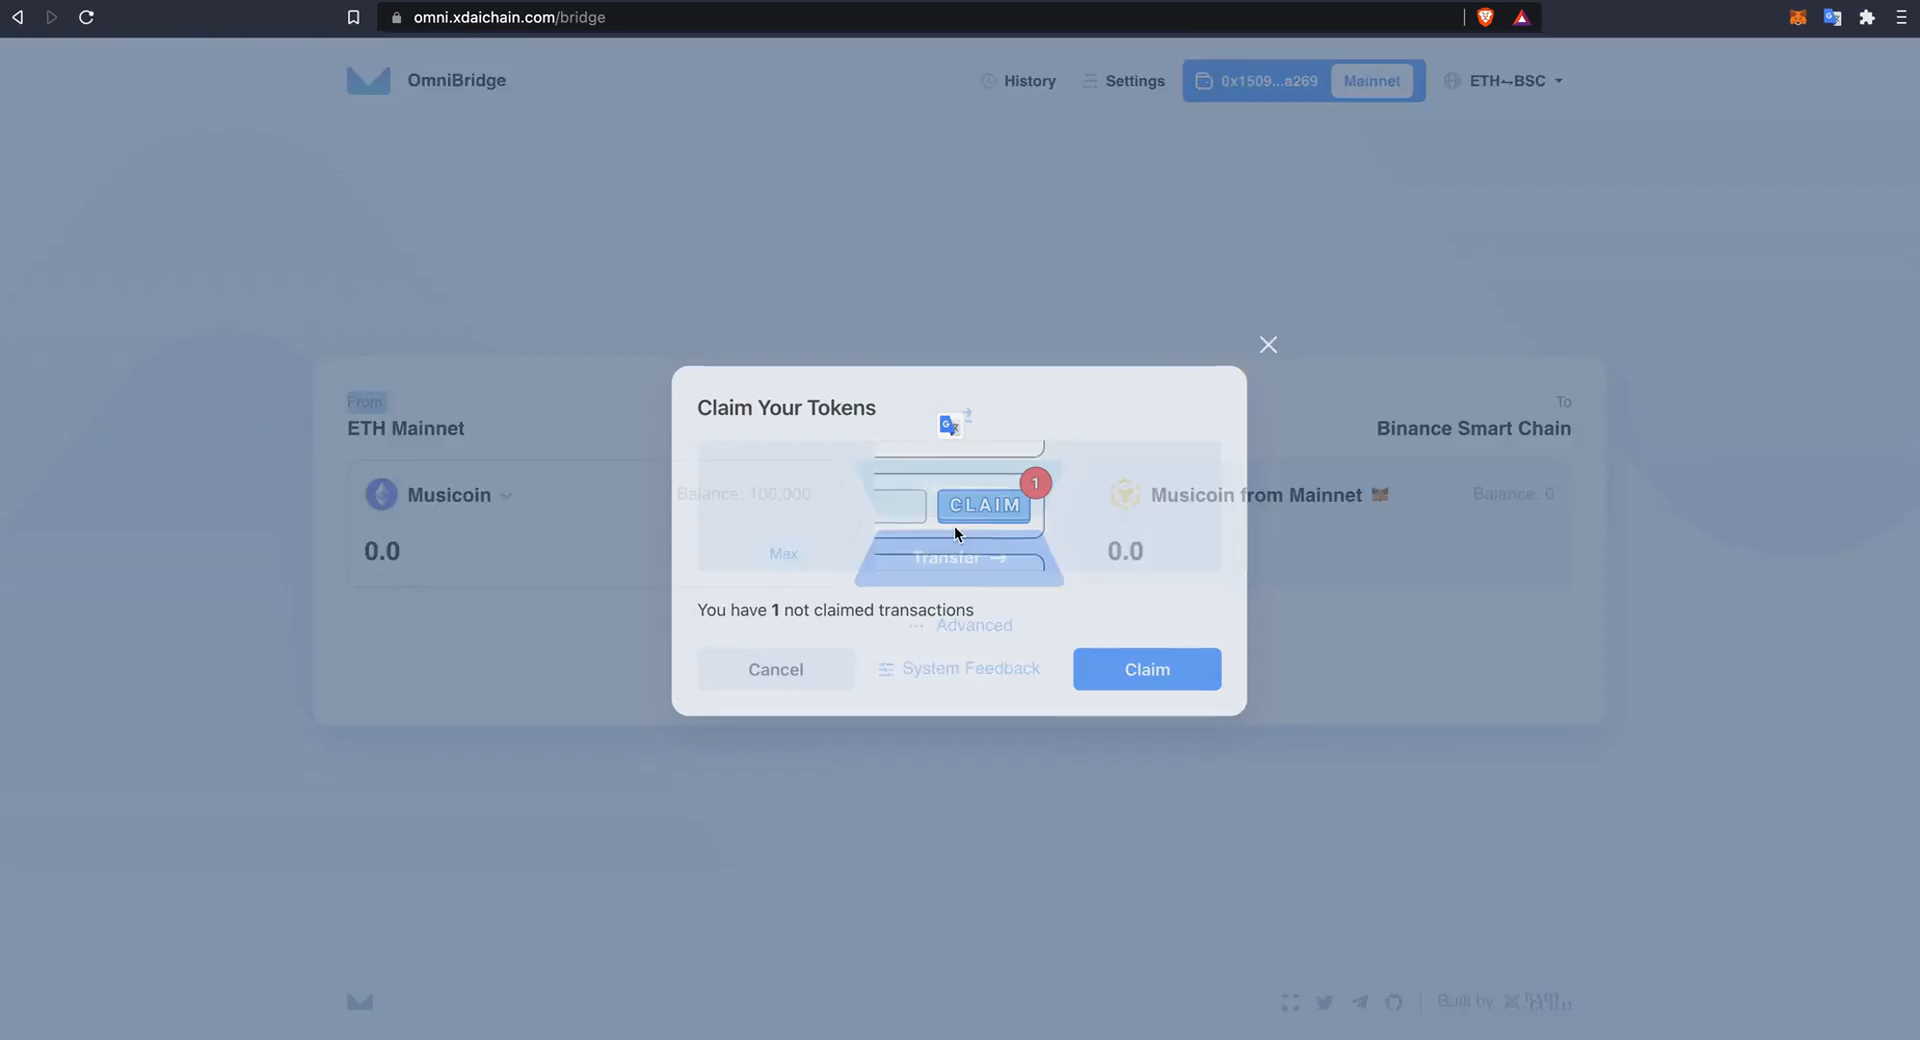 omni.xdaichain.com/bridge
OmniBridge
History
Settings
0x1509...a269
Mainnet
ETH⇁BSC
Claim Your Tokens
From
ETH Mainnet
To
Binance Smart Chain
Musicoin
Balance: 100,000
1
CLAIM
Musicoin from Mainnet
Balance: 0
0.0
Max
Transfer →
0.0
You have 1 not claimed transactions
··· Advanced
Cancel
System Feedback
Claim
Built by